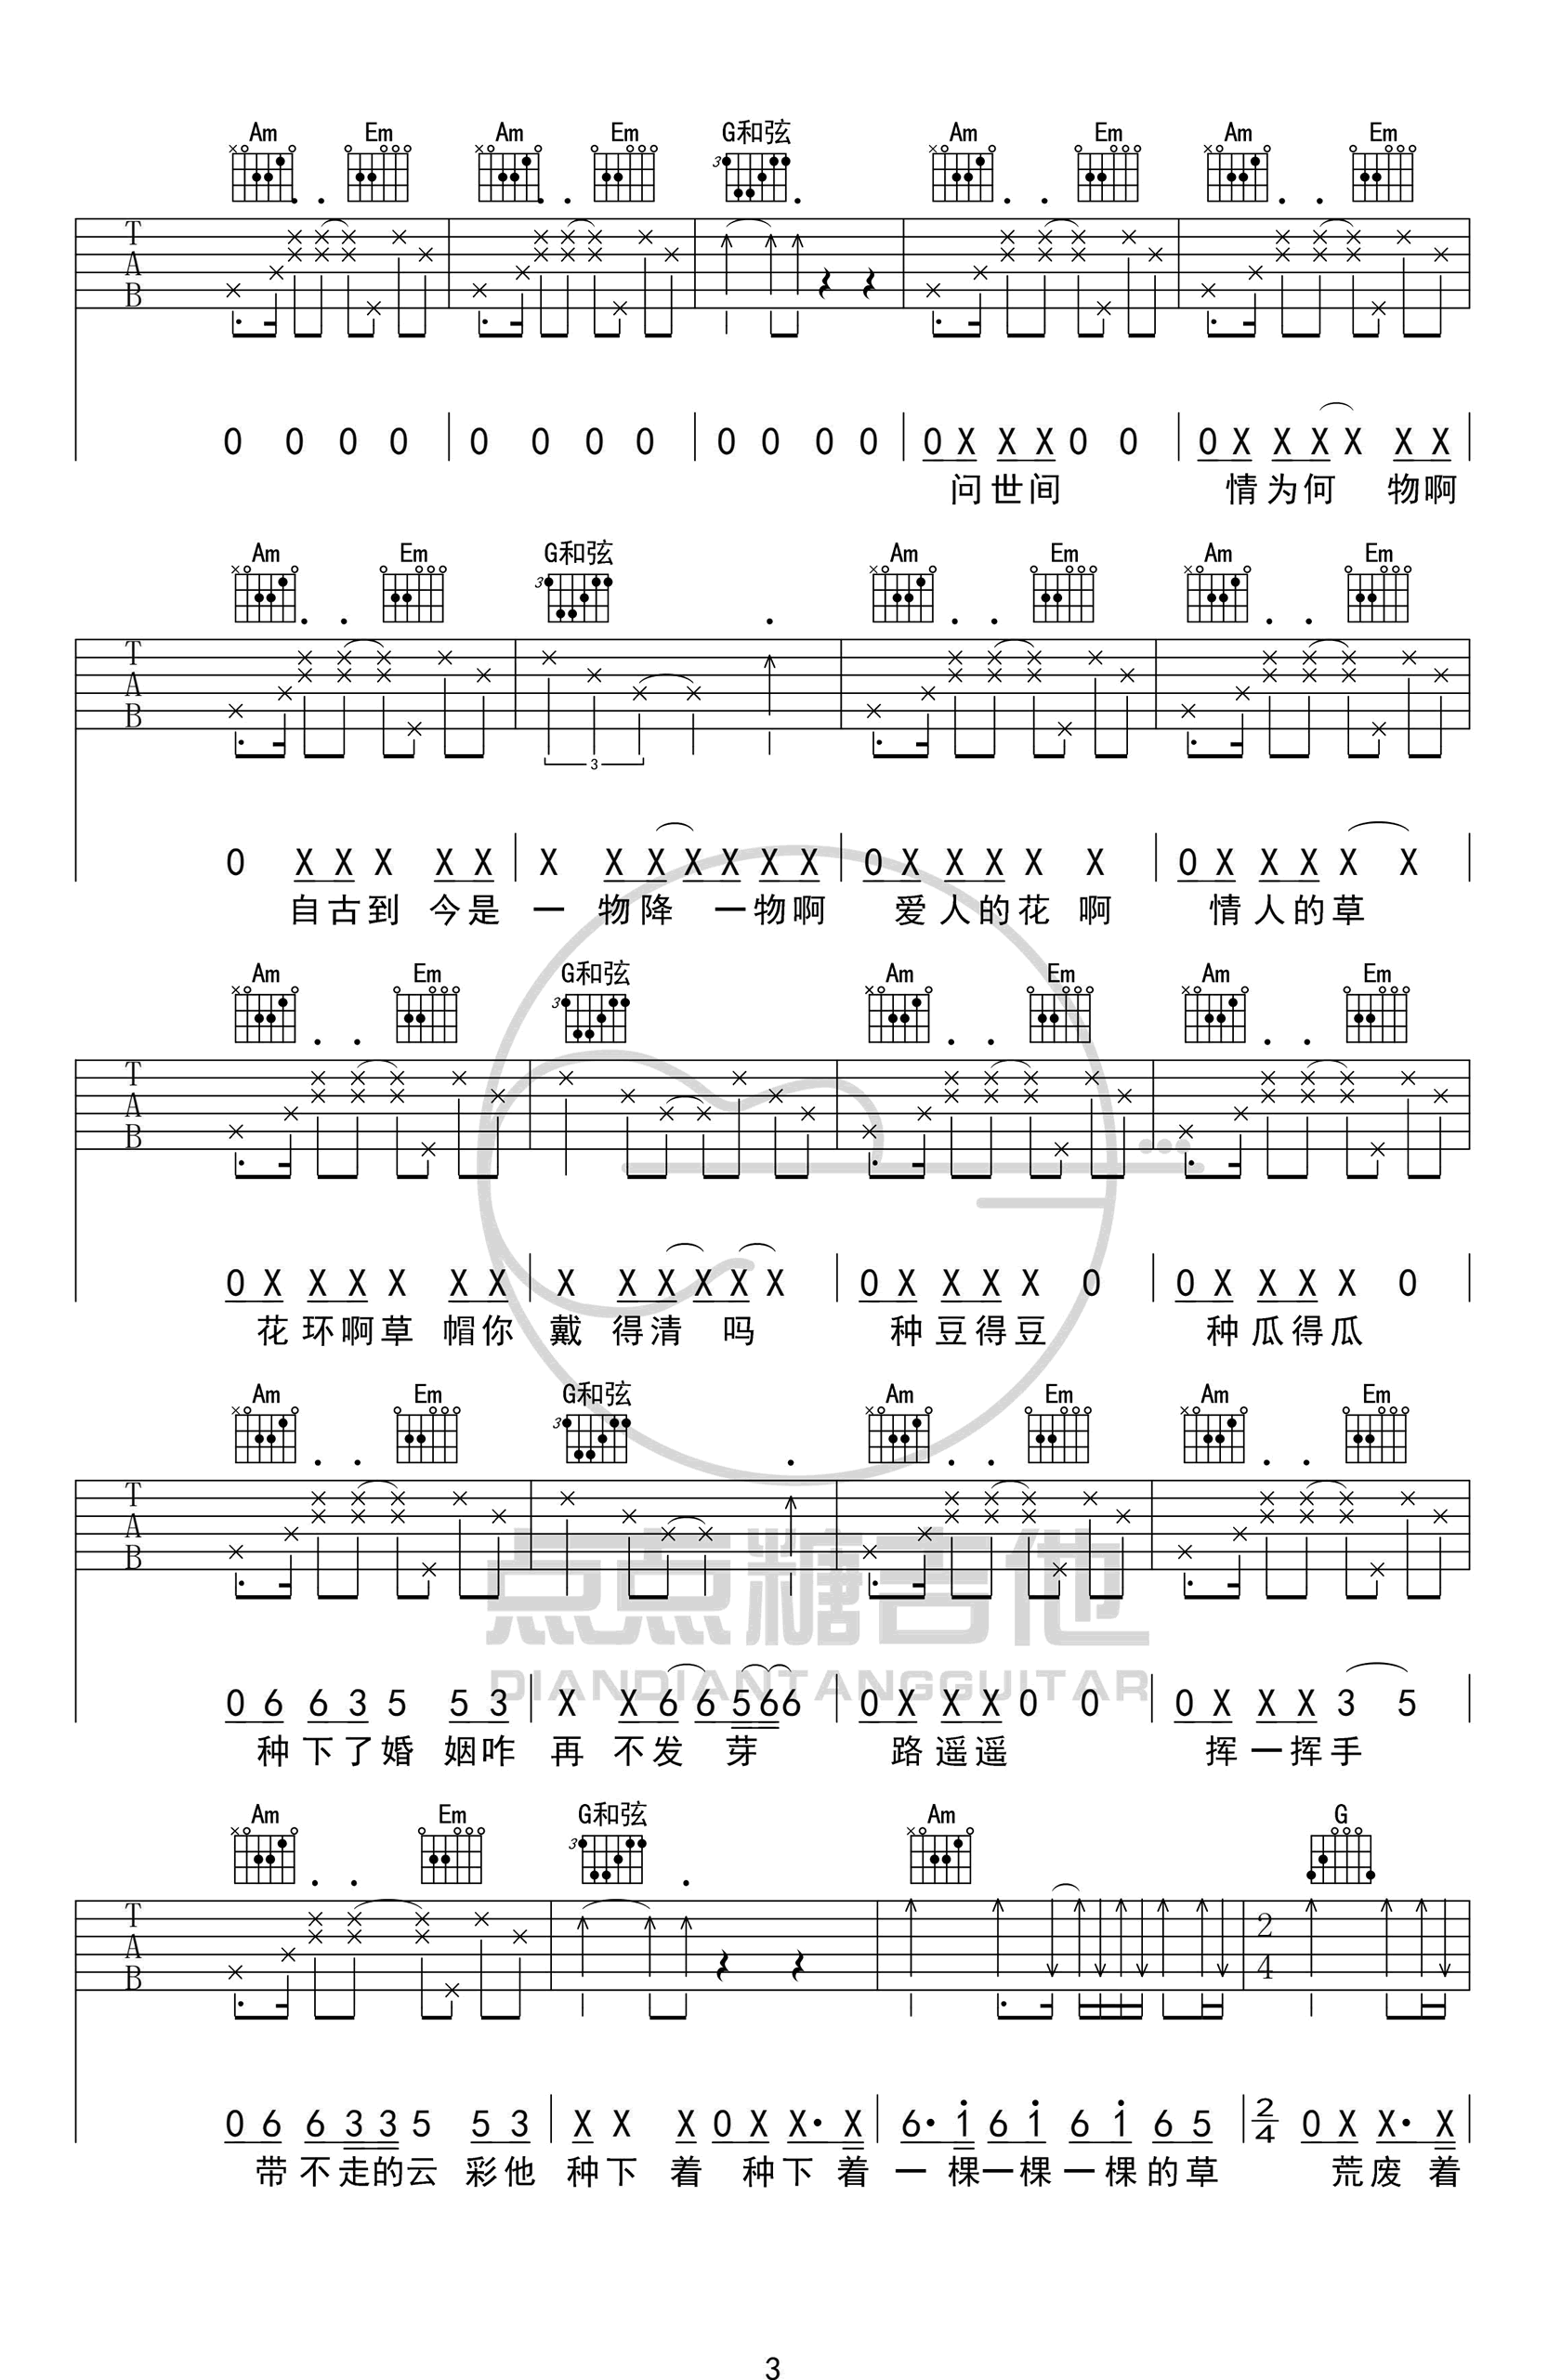 Am Em Am Em G和弦 Am Em Am Em
3
T
A
B
0 0 0 0 0 0 0 0 0 0 0 0 0 X X X 0 0 0 X X X X X X
问世间 情为何 物啊
Am Em G和弦 Am Em Am Em
3
T
A
B
3
0 X X X X X X X X X X X X 0 X X X X X 0 X X X X X
自古到 今是 一 物降 一物啊 爱人的花 啊 情人的草
Am Em G和弦 Am Em Am Em
3
T
A
B
0 X X X X X X X X X X X X 0 X X X X 0 0 X X X X 0
花环啊草 帽你 戴 得清 吗 种豆得豆 种瓜得瓜
Am Em G和弦 Am Em Am Em
3
T
A
B
点点糖吉他
DIANDIANTANGGUITAR
0 6 6 3 5 5 3 X X 6 6 5 6 6 0 X X X 0 0 0 X X X 3 5
种下了婚 姻咋 再 不发 芽 路遥遥 挥一挥手
Am Em G和弦 Am G
3
T
A
B
2
4
0 6 6 3 3 5 5 3 X X X 0 X X· X 6· 1 6 1 6 1 6 5 2/4 0 X X· X
带 不走的云 彩他 种下 着 种下着 一 棵一棵一棵的草 荒废着
3